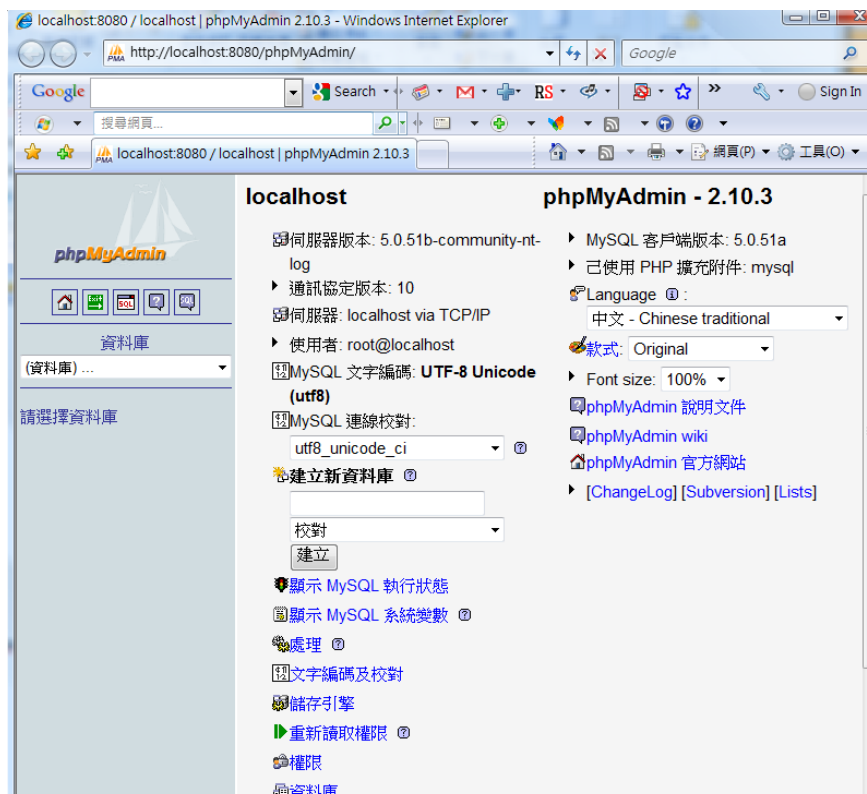 localhost:8080 / localhost | phpMyAdmin 2.10.3 - Windows Internet Explorer
http://localhost:8080/phpMyAdmin/
Google
Google
Search
RS
Sign In
搜尋網頁...
localhost:8080 / localhost | phpMyAdmin 2.10.3
網頁(P)
工具(O)
phpMyAdmin
資料庫
(資料庫) ...
請選擇資料庫
localhost
伺服器版本: 5.0.51b-community-nt-
log
通訊協定版本: 10
伺服器: localhost via TCP/IP
使用者: root@localhost
MySQL 文字編碼: UTF-8 Unicode
(utf8)
MySQL 連線校對:
utf8_unicode_ci
建立新資料庫
校對
建立
顯示 MySQL 執行狀態
顯示 MySQL 系統變數
處理
文字編碼及校對
儲存引擎
重新讀取權限
權限
資料庫
phpMyAdmin - 2.10.3
MySQL 客戶端版本: 5.0.51a
己使用 PHP 擴充附件: mysql
Language :
中文 - Chinese traditional
款式: Original
Font size: 100%
phpMyAdmin 說明文件
phpMyAdmin wiki
phpMyAdmin 官方網站
[ChangeLog] [Subversion] [Lists]